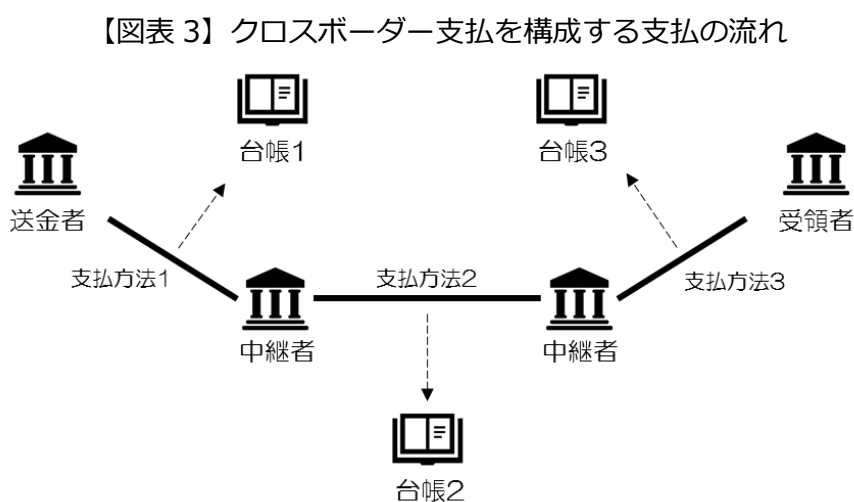 【図表 3】クロスボーダー支払を構成する支払の流れ
台帳1
台帳3
送金者
受領者
支払方法1
支払方法2
支払方法3
中継者
中継者
台帳2